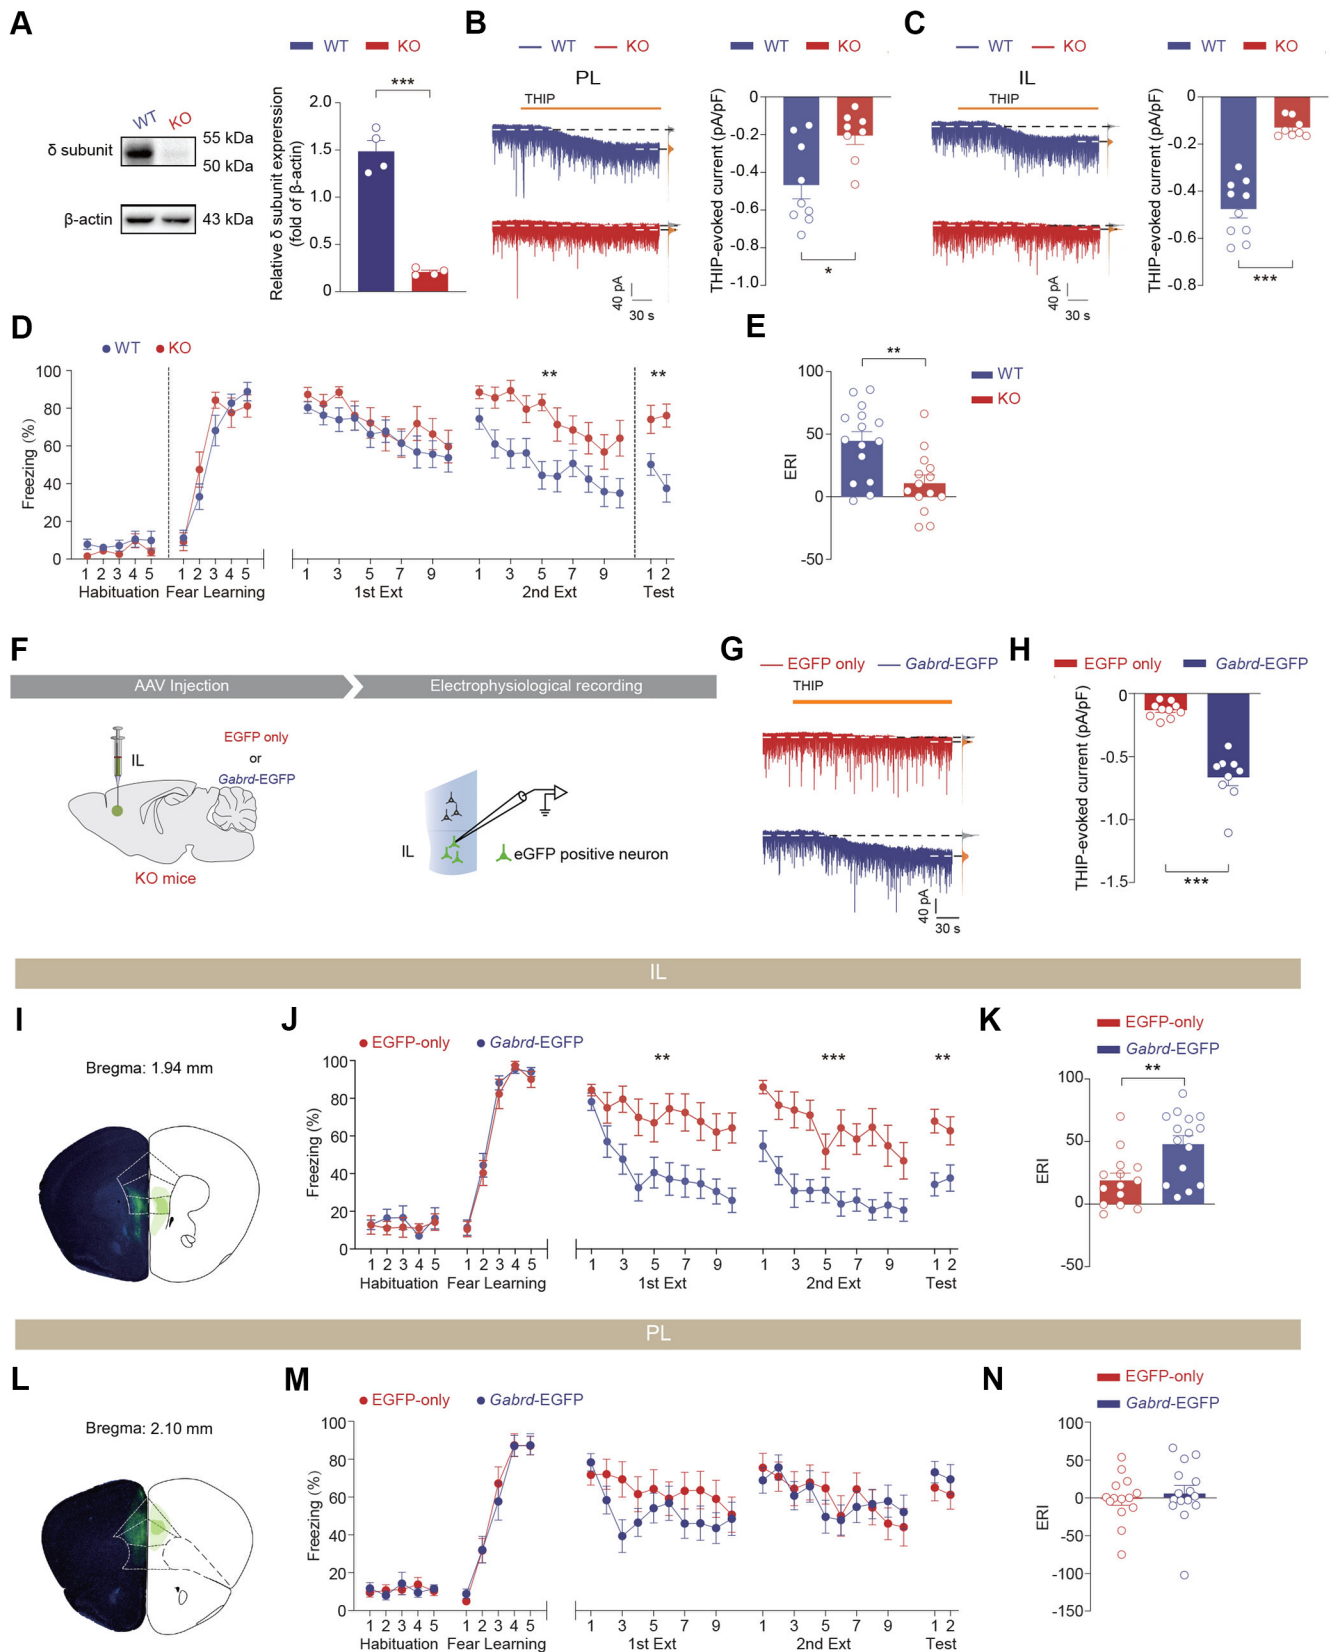 A
WT KO
***
Relative δ subunit expererssion
(fold of β-actin)
2.0
1.5
1.0
0.5
0
WT KO
δ subunit
55 kDa
50 kDa
β-actin
43 kDa
B
WT KO
PL
THIP
40 pA
30 s
WT KO
THIP-evoked current (pA/pF)
0
-0.2
-0.4
-0.6
-0.8
-1.0
*
C
WT KO
IL
THIP
40 pA
30 s
WT KO
THIP-evoked current (pA/pF)
0
-0.2
-0.4
-0.6
-0.8
***
D
WT KO
Freezing (%)
100
80
60
40
20
0
** **
1 2 3 4 5 1 2 3 4 5 1 3 5 7 9 1 3 5 7 9 1 2
Habituation Fear Learning 1st Ext 2nd Ext Test
E
**
WT
KO
ERI
100
50
0
-50
F
AAV Injection Electrophysiological recording
IL
EGFP only
or
Gabrd-EGFP
KO mice
IL
eGFP positive neuron
G
EGFP only Gabrd-EGFP
THIP
40 pA
30 s
H
EGFP only Gabrd-EGFP
THIP-evoked current (pA/pF)
0
-0.5
-1.0
-1.5
***
IL
I
Bregma: 1.94 mm
J
EGFP-only Gabrd-EGFP
Freezing (%)
100
80
60
40
20
0
** *** **
1 2 3 4 5 1 2 3 4 5 1 3 5 7 9 1 3 5 7 9 1 2
Habituation Fear Learning 1st Ext 2nd Ext Test
K
EGFP-only
Gabrd-EGFP
**
ERI
100
50
0
-50
PL
L
Bregma: 2.10 mm
M
EGFP-only Gabrd-EGFP
Freezing (%)
100
80
60
40
20
0
1 2 3 4 5 1 2 3 4 5 1 3 5 7 9 1 3 5 7 9 1 2
Habituation Fear Learning 1st Ext 2nd Ext Test
N
EGFP-only
Gabrd-EGFP
ERI
100
50
0
-50
-100
-150